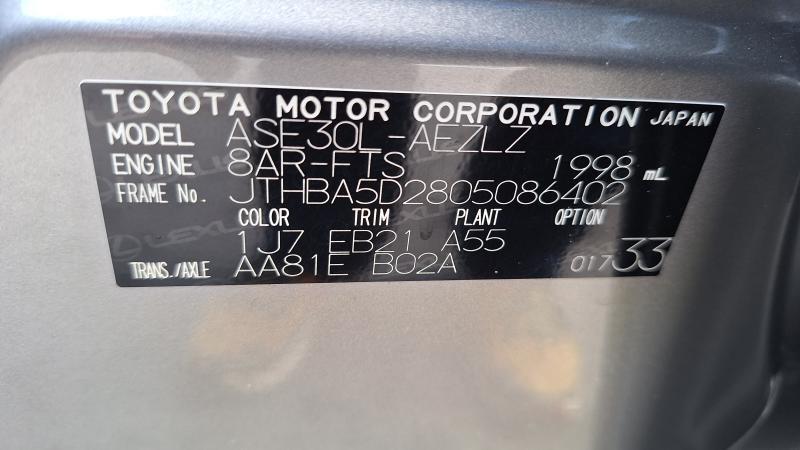 TOYOTA MOTOR CORPORATION JAPAN
MODEL ASE30L-AEZLZ
ENGINE 8AR-FTS 1998 mL
FRAME No. JTHBA5D2805086402
COLOR TRIM PLANT OPTION
1J7 EB21 A55
TRANS./AXLE AA81E B02A 01733
LEXUS